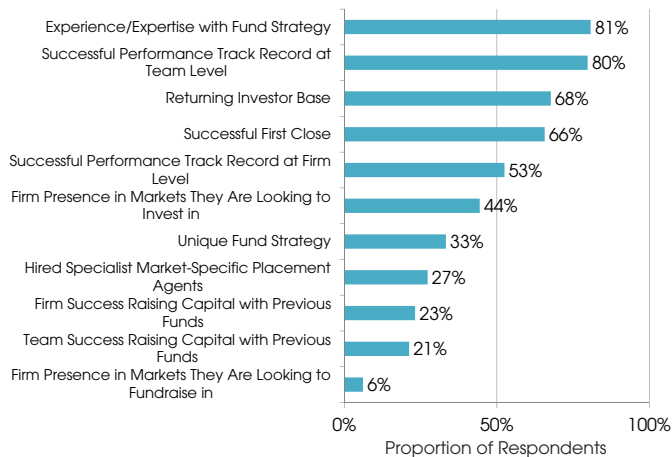 Experience/Expertise with Fund Strategy
81%
Successful Performance Track Record at
Team Level
80%
Returning Investor Base
68%
Successful First Close
66%
Successful Performance Track Record at Firm
Level
53%
Firm Presence in Markets They Are Looking to
Invest in
44%
Unique Fund Strategy
33%
Hired Specialist Market-Specific Placement
Agents
27%
Firm Success Raising Capital with Previous
Funds
23%
Team Success Raising Capital with Previous
Funds
21%
Firm Presence in Markets They Are Looking to
Fundraise in
6%
0% 50% 100%
Proportion of Respondents